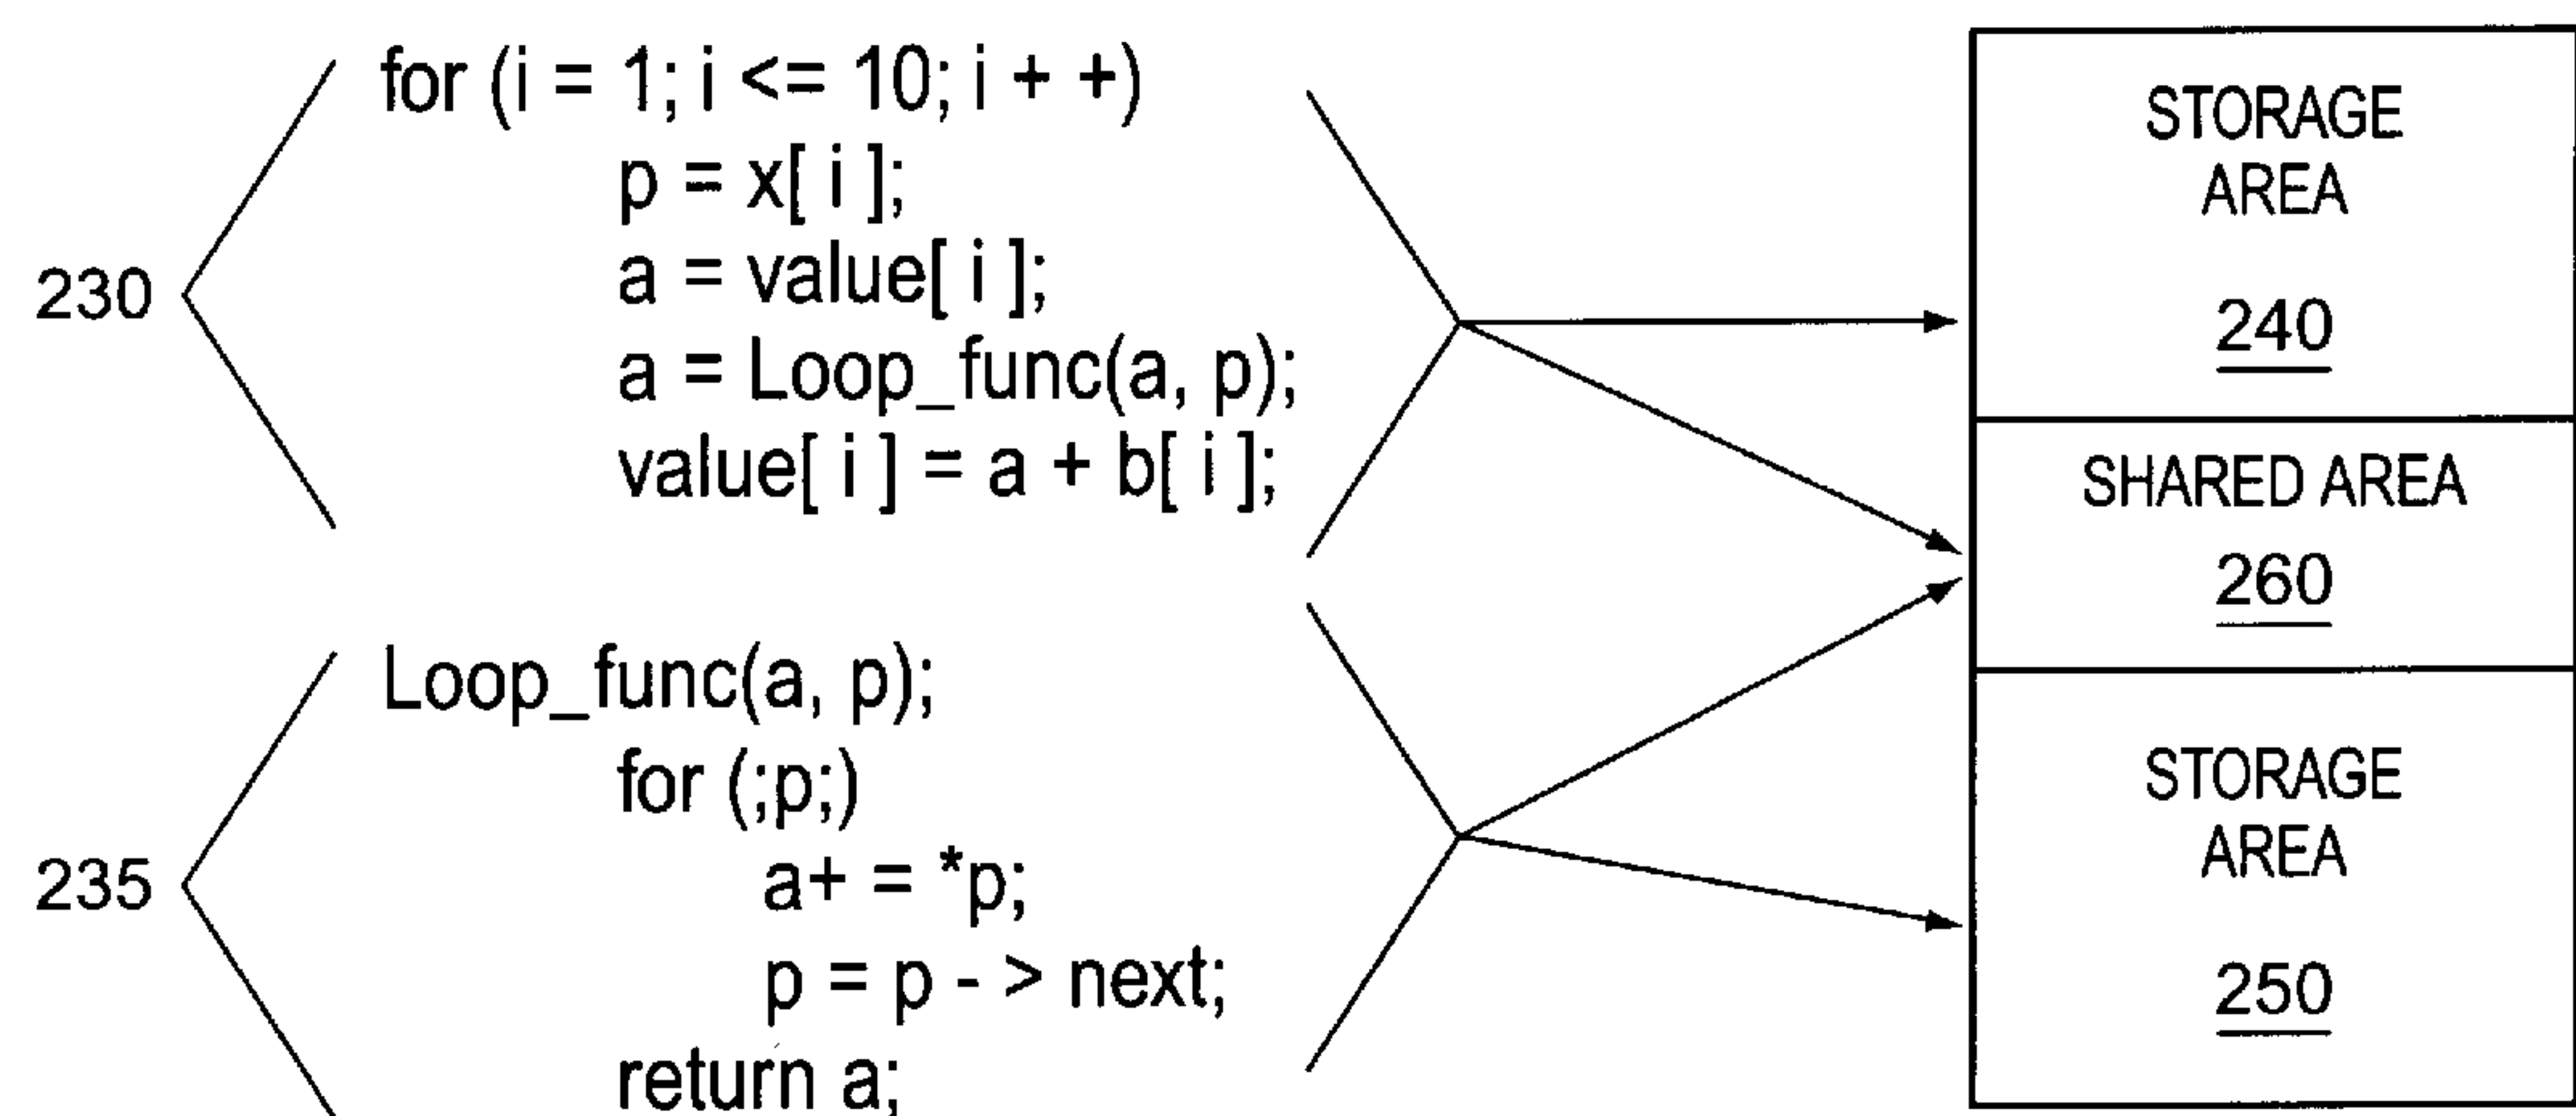 230
for (i = 1; i <= 10; i + +)
p = x[ i ];
a = value[ i ];
a = Loop_func(a, p);
value[ i ] = a + b[ i ];
235
Loop_func(a, p);
for (;p;)
a+ = *p;
p = p - > next;
return a;
STORAGE
AREA
240
SHARED AREA
260
STORAGE
AREA
250